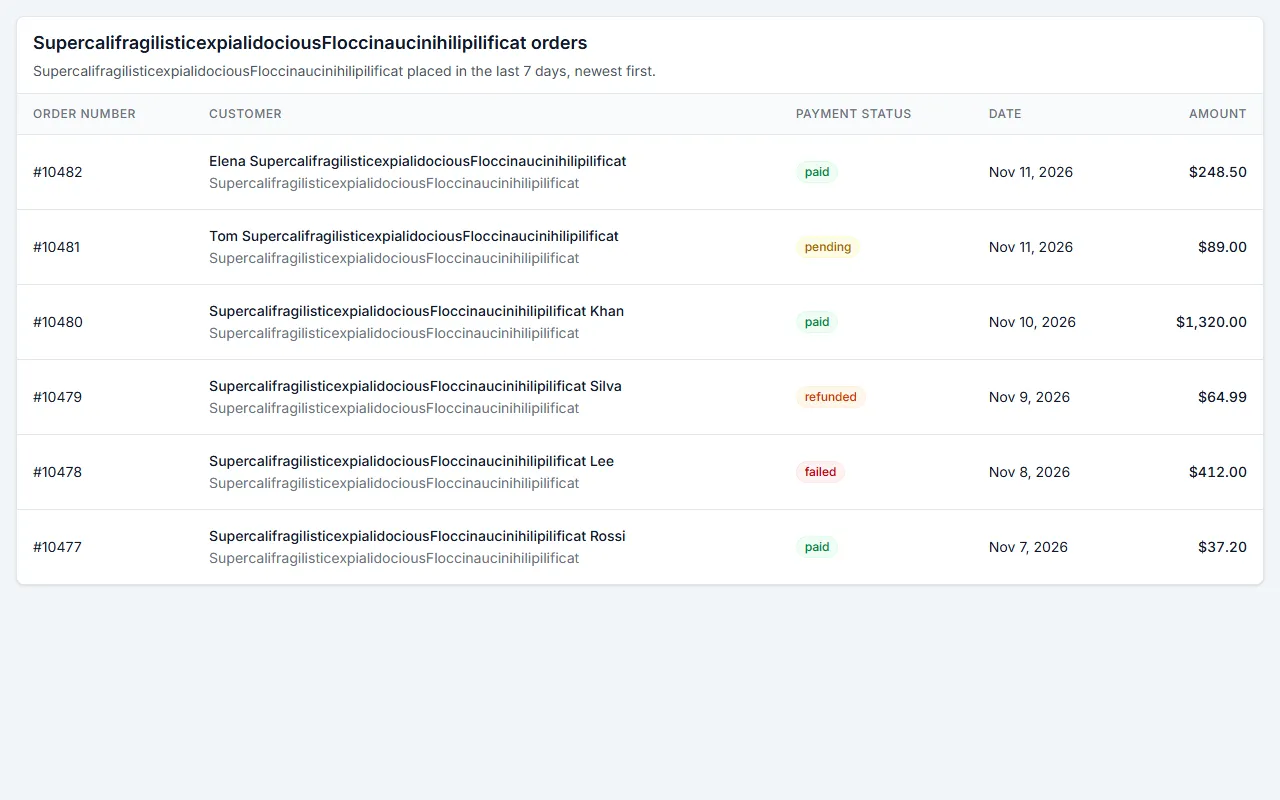 SupercalifragilisticexpialidociousFloccinaucinihilipilificat orders
SupercalifragilisticexpialidociousFloccinaucinihilipilificat placed in the last 7 days, newest first.
ORDER NUMBER CUSTOMER PAYMENT STATUS DATE AMOUNT
#10482 Elena SupercalifragilisticexpialidociousFloccinaucinihilipilificat paid Nov 11, 2026 $248.50
SupercalifragilisticexpialidociousFloccinaucinihilipilificat
#10481 Tom SupercalifragilisticexpialidociousFloccinaucinihilipilificat pending Nov 11, 2026 $89.00
SupercalifragilisticexpialidociousFloccinaucinihilipilificat
#10480 SupercalifragilisticexpialidociousFloccinaucinihilipilificat Khan paid Nov 10, 2026 $1,320.00
SupercalifragilisticexpialidociousFloccinaucinihilipilificat
#10479 SupercalifragilisticexpialidociousFloccinaucinihilipilificat Silva refunded Nov 9, 2026 $64.99
SupercalifragilisticexpialidociousFloccinaucinihilipilificat
#10478 SupercalifragilisticexpialidociousFloccinaucinihilipilificat Lee failed Nov 8, 2026 $412.00
SupercalifragilisticexpialidociousFloccinaucinihilipilificat
#10477 SupercalifragilisticexpialidociousFloccinaucinihilipilificat Rossi paid Nov 7, 2026 $37.20
SupercalifragilisticexpialidociousFloccinaucinihilipilificat